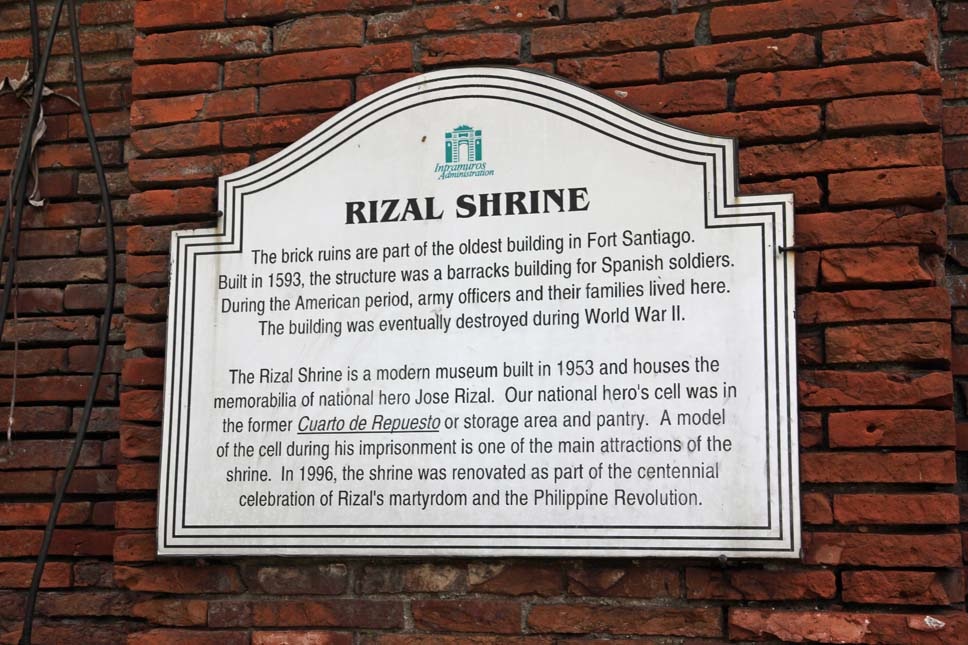 Intramuros
Administration
RIZAL SHRINE
The brick ruins are part of the oldest building in Fort Santiago.
Built in 1593, the structure was a barracks building for Spanish soldiers.
During the American period, army officers and their families lived here.
The building was eventually destroyed during World War II.
The Rizal Shrine is a modern museum built in 1953 and houses the
memorabilia of national hero Jose Rizal. Our national hero's cell was in
the former Cuarto de Repuesto or storage area and pantry. A model
of the cell during his imprisonment is one of the main attractions of the
shrine. In 1996, the shrine was renovated as part of the centennial
celebration of Rizal's martyrdom and the Philippine Revolution.